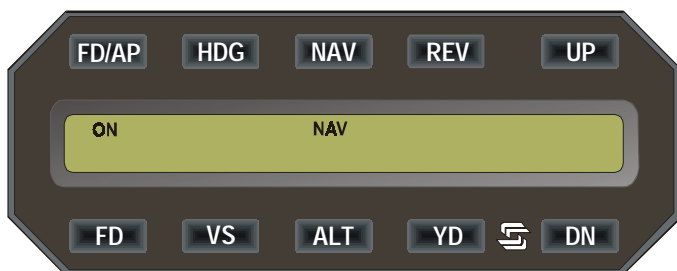 FD/AP HDG NAV REV UP
ON NAV
FD VS ALT YD DN